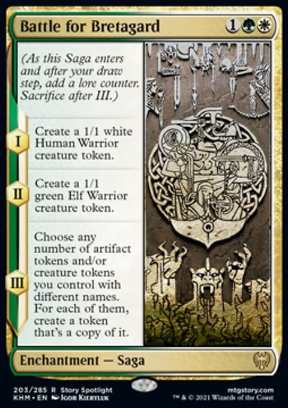 Battle for Bretagard 1
(As this Saga enters
and after your draw
step, add a lore counter.
Sacrifice after III.)
I
Create a 1/1 white
Human Warrior
creature token.
II
Create a 1/1
green Elf Warrior
creature token.
III
Choose any
number of artifact
tokens and/or
creature tokens
you control with
different names.
For each of them,
create a token
that's a copy of it.
Enchantment — Saga
203/285 R Story Spotlight
KHM • EN Igor Kieryluk
mtgstory.com
™ & © 2021 Wizards of the Coast